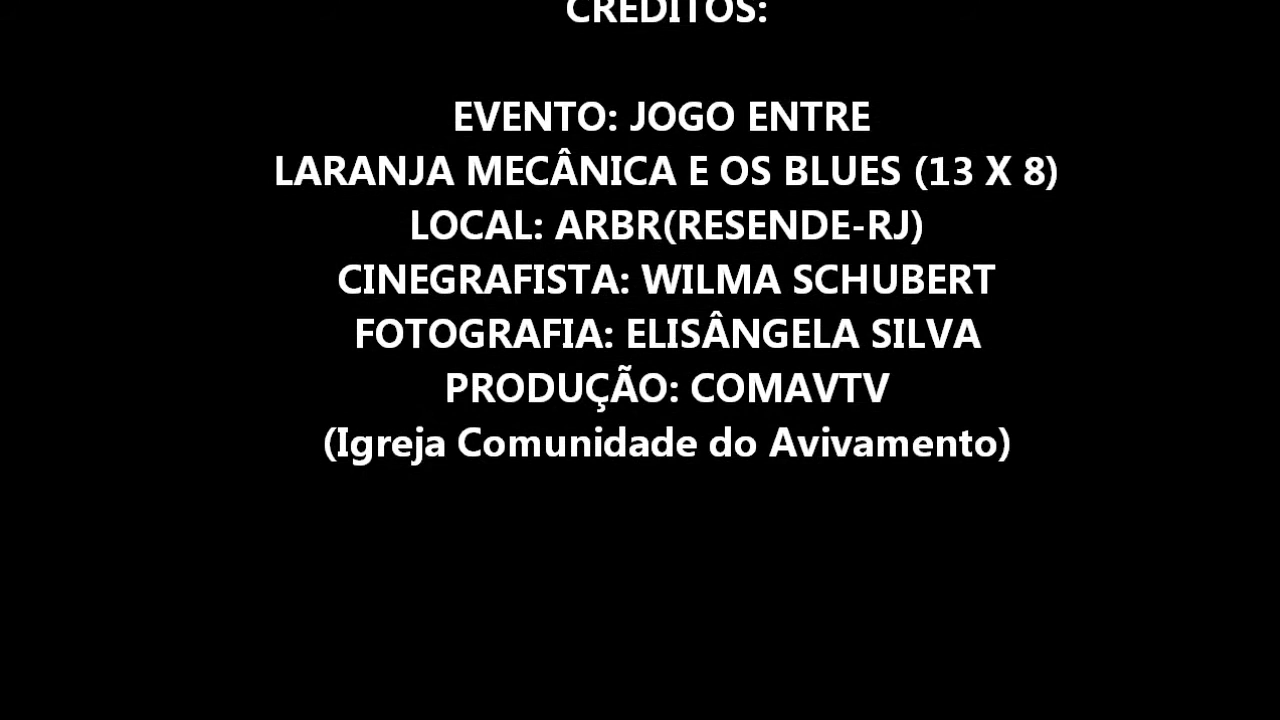 CRÉDITOS:
EVENTO: JOGO ENTRE
LARANJA MECÂNICA E OS BLUES (13 X 8)
LOCAL: ARBR(RESENDE-RJ)
CINEGRAFISTA: WILMA SCHUBERT
FOTOGRAFIA: ELISÂNGELA SILVA
PRODUÇÃO: COMAVTV
(Igreja Comunidade do Avivamento)